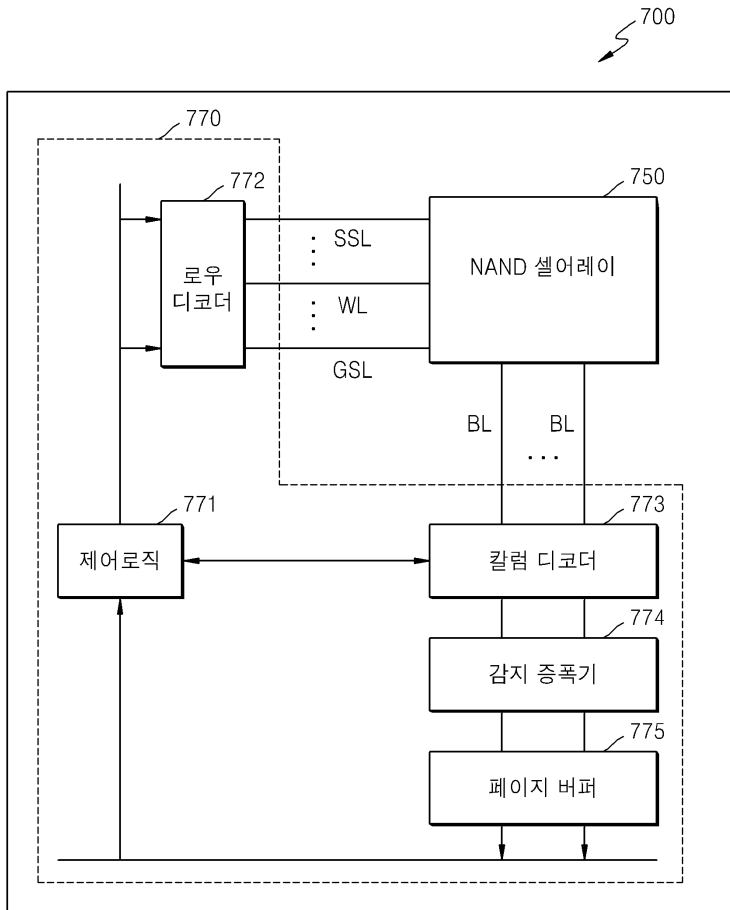 700
770
772
750
로우
디코더
SSL
WL
GSL
NAND 셀어레이
BL
BL
771
773
제어로직
칼럼 디코더
774
감지 증폭기
775
페이지 버퍼